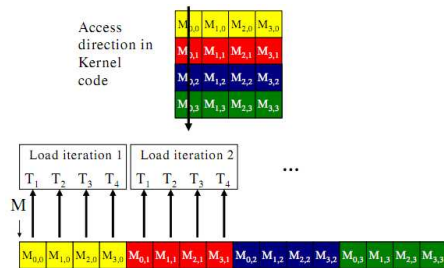 Access
direction in
Kernel
code
M0,0 M1,0 M2,0 M3,0
M0,1 M1,1 M2,1 M3,1
M0,2 M1,2 M2,2 M3,2
M0,3 M1,3 M2,3 M3,3
Load iteration 1 Load iteration 2
T1 T2 T3 T4 T1 T2 T3 T4
...
M
M0,0 M1,0 M2,0 M3,0 M0,1 M1,1 M2,1 M3,1 M0,2 M1,2 M2,2 M3,2 M0,3 M1,3 M2,3 M3,3